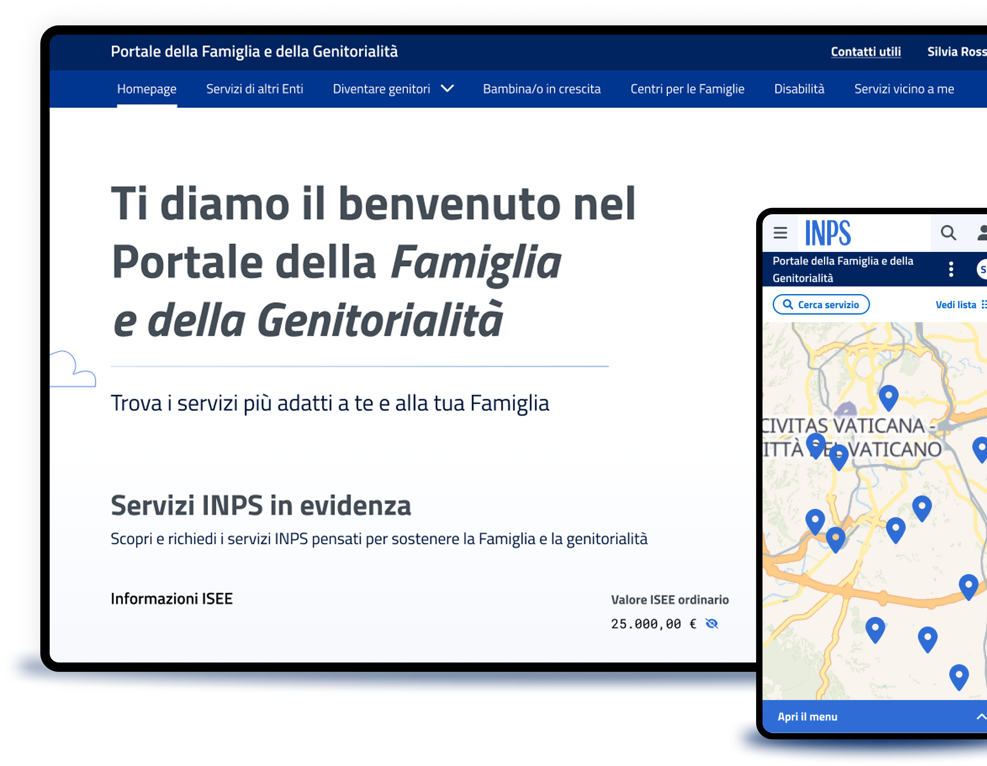 Portale della Famiglia e della Genitorialità
Contatti utili
Silvia Ross
Homepage
Servizi di altri Enti
Diventare genitori
Bambina/o in crescita
Centri per le Famiglie
Disabilità
Servizi vicino a me
Ti diamo il benvenuto nel
Portale della Famiglia
e della Genitorialità
Trova i servizi più adatti a te e alla tua Famiglia
Servizi INPS in evidenza
Scopri e richiedi i servizi INPS pensati per sostenere la Famiglia e la genitorialità
Informazioni ISEE
Valore ISEE ordinario
25.000,00 €
INPS
Portale della Famiglia e della
Genitorialità
S
Cerca servizio
Vedi lista
CIVITAS VATICANA -
VATICANO
Apri il menu